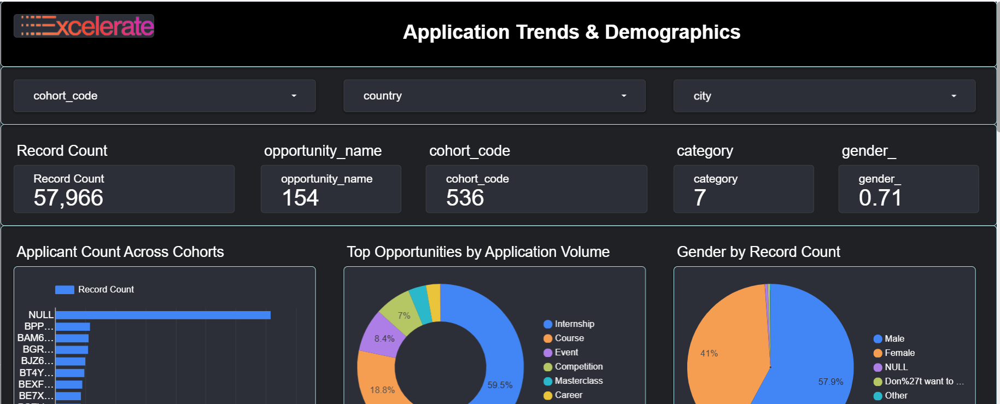 Excelerate
Application Trends & Demographics
cohort_code
country
city
Record Count
opportunity_name
cohort_code
category
gender_
Record Count
57,966
opportunity_name
154
cohort_code
536
category
7
gender_
0.71
Applicant Count Across Cohorts
Top Opportunities by Application Volume
Gender by Record Count
Record Count
NULL
BPP…
BAM6…
BGR…
BJZ6…
BT4Y…
BEXF…
BE7X…
7%
8.4%
18.8%
59.5%
Internship
Course
Event
Competition
Masterclass
Career
41%
57.9%
Male
Female
NULL
Don%27t want to …
Other